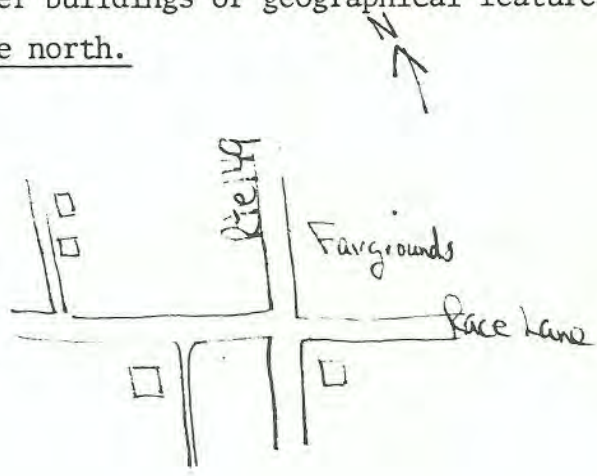 er buildings or geographical feature
e north.
N
Rte 149
Fairgrounds
Race Lane